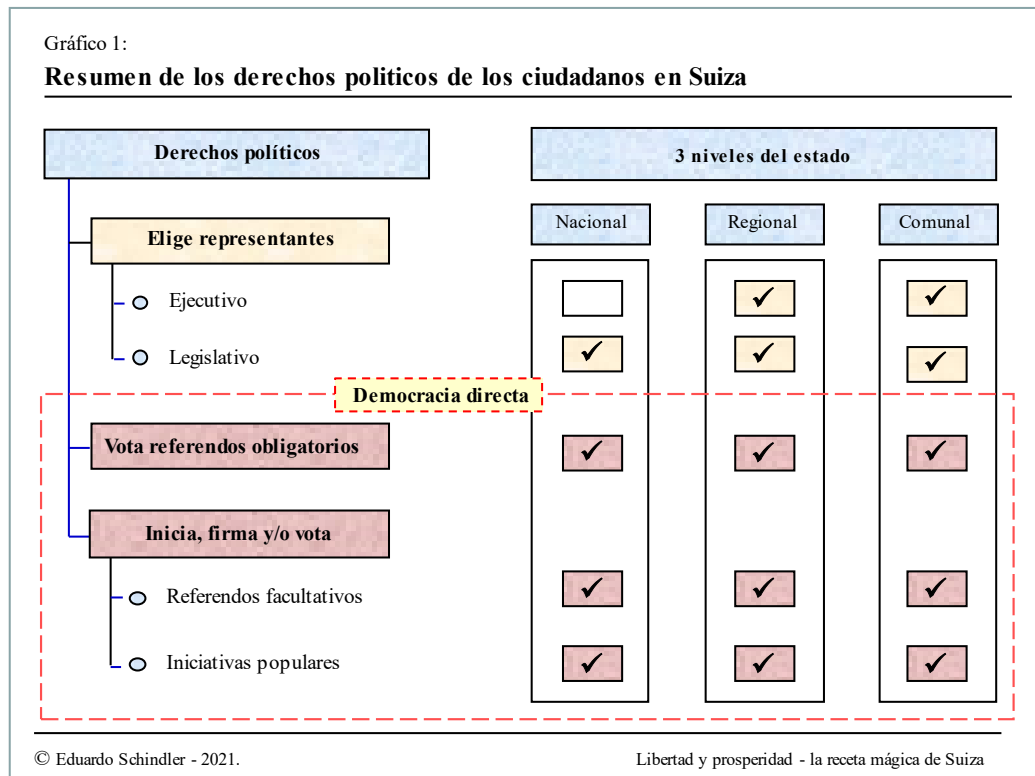 Gráfico 1:
Resumen de los derechos politicos de los ciudadanos en Suiza
Derechos políticos
3 niveles del estado
Nacional
Regional
Comunal
Elige representantes
Ejecutivo
✓
✓
Legislativo
✓
✓
✓
Democracia directa
Vota referendos obligatorios
✓
✓
✓
Inicia, firma y/o vota
Referendos facultativos
✓
✓
✓
Iniciativas populares
✓
✓
✓
© Eduardo Schindler - 2021.
Libertad y prosperidad - la receta mágica de Suiza